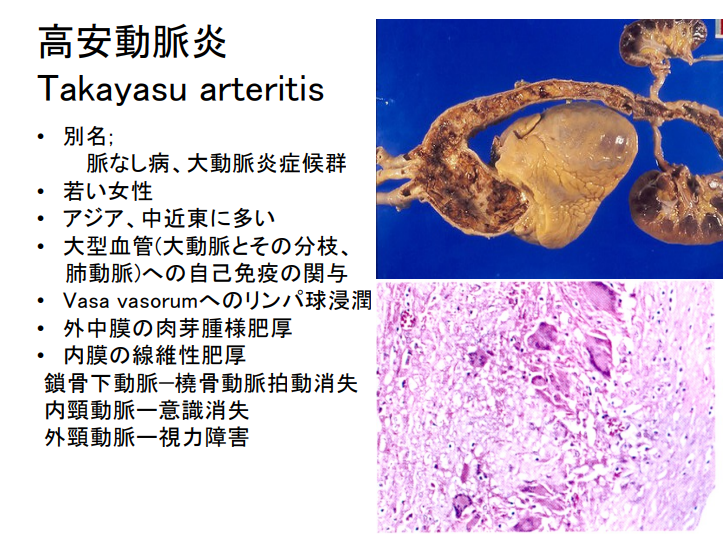 高安動脈炎
Takayasu arteritis
• 別名;
脈なし病、大動脈炎症候群
• 若い女性
• アジア、中近東に多い
• 大型血管(大動脈とその分枝、
肺動脈)への自己免疫の関与
• Vasa vasorumへのリンパ球浸潤
• 外中膜の肉芽腫様肥厚
• 内膜の線維性肥厚
鎖骨下動脈―橈骨動脈拍動消失
内頸動脈―意識消失
外頸動脈―視力障害